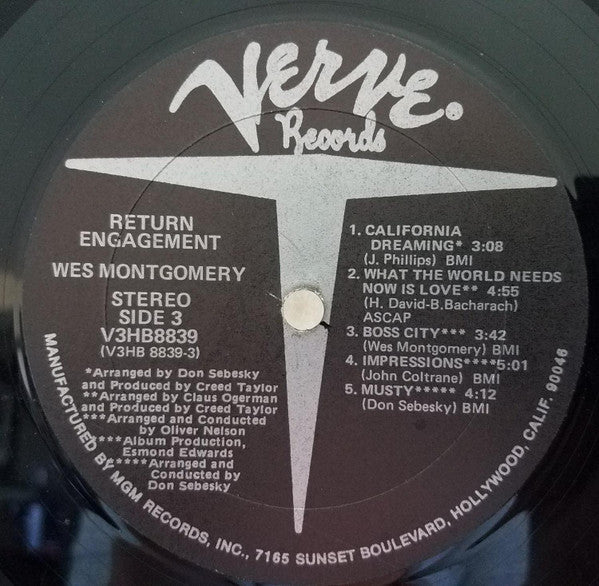 Verve.
Records
RETURN
ENGAGEMENT
WES MONTGOMERY
STEREO
SIDE 3
V3HB8839
(V3HB 8839-3)
*Arranged by Don Sebesky
and Produced by Creed Taylor
**Arranged by Claus Ogerman
and Produced by Creed Taylor
***Arranged and Conducted
by Oliver Nelson
****Album Production,
Esmond Edwards
*****Arranged and
Conducted by
Don Sebesky
1. CALIFORNIA
DREAMING* 3:08
(J. Phillips) BMI
2. WHAT THE WORLD NEEDS
NOW IS LOVE** 4:55
(H. David-B.Bacharach)
ASCAP
3. BOSS CITY*** 3:42
(Wes Montgomery) BMI
4. IMPRESSIONS****5:01
(John Coltrane) BMI
5. MUSTY***** 4:12
(Don Sebesky) BMI
MANUFACTURED BY MGM RECORDS, INC., 7165 SUNSET BOULEVARD, HOLLYWOOD, CALIF. 90046